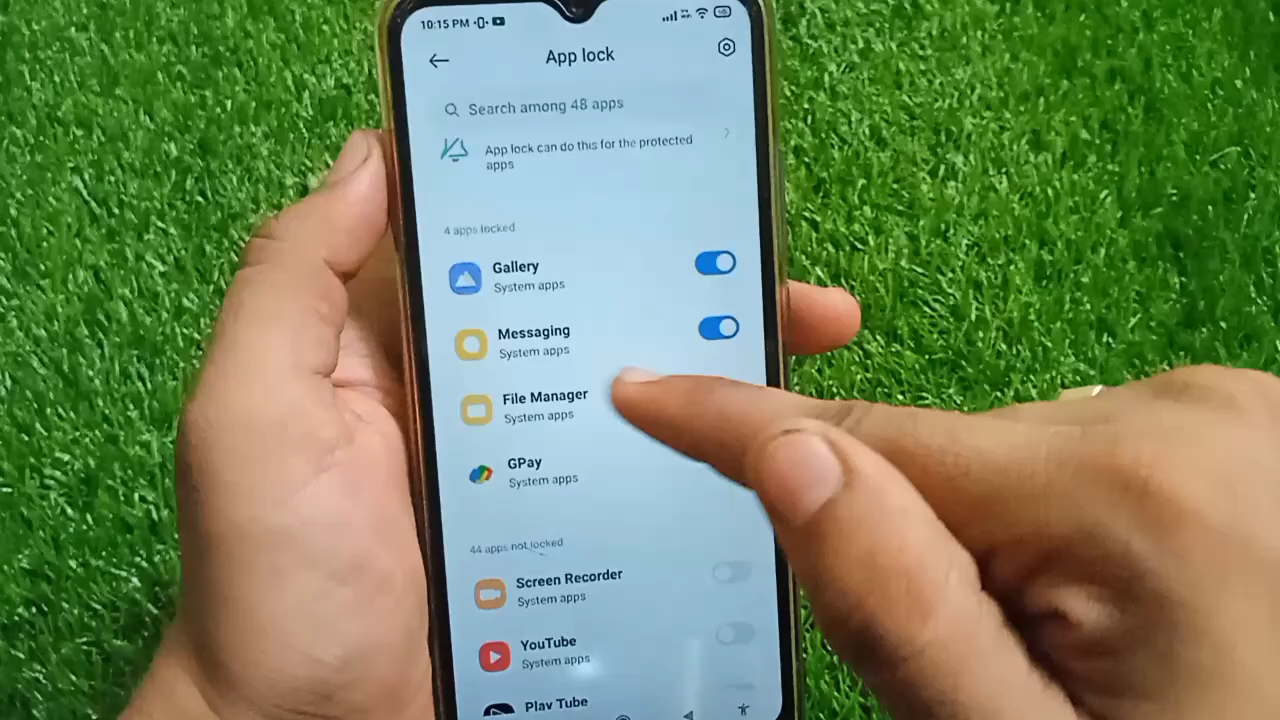 10:15 PM
App lock
Search among 48 apps
App lock can do this for the protected
apps
4 apps locked
Gallery
System apps
Messaging
System apps
File Manager
System apps
GPay
System apps
44 apps not locked
Screen Recorder
System apps
YouTube
System apps
Play Tube